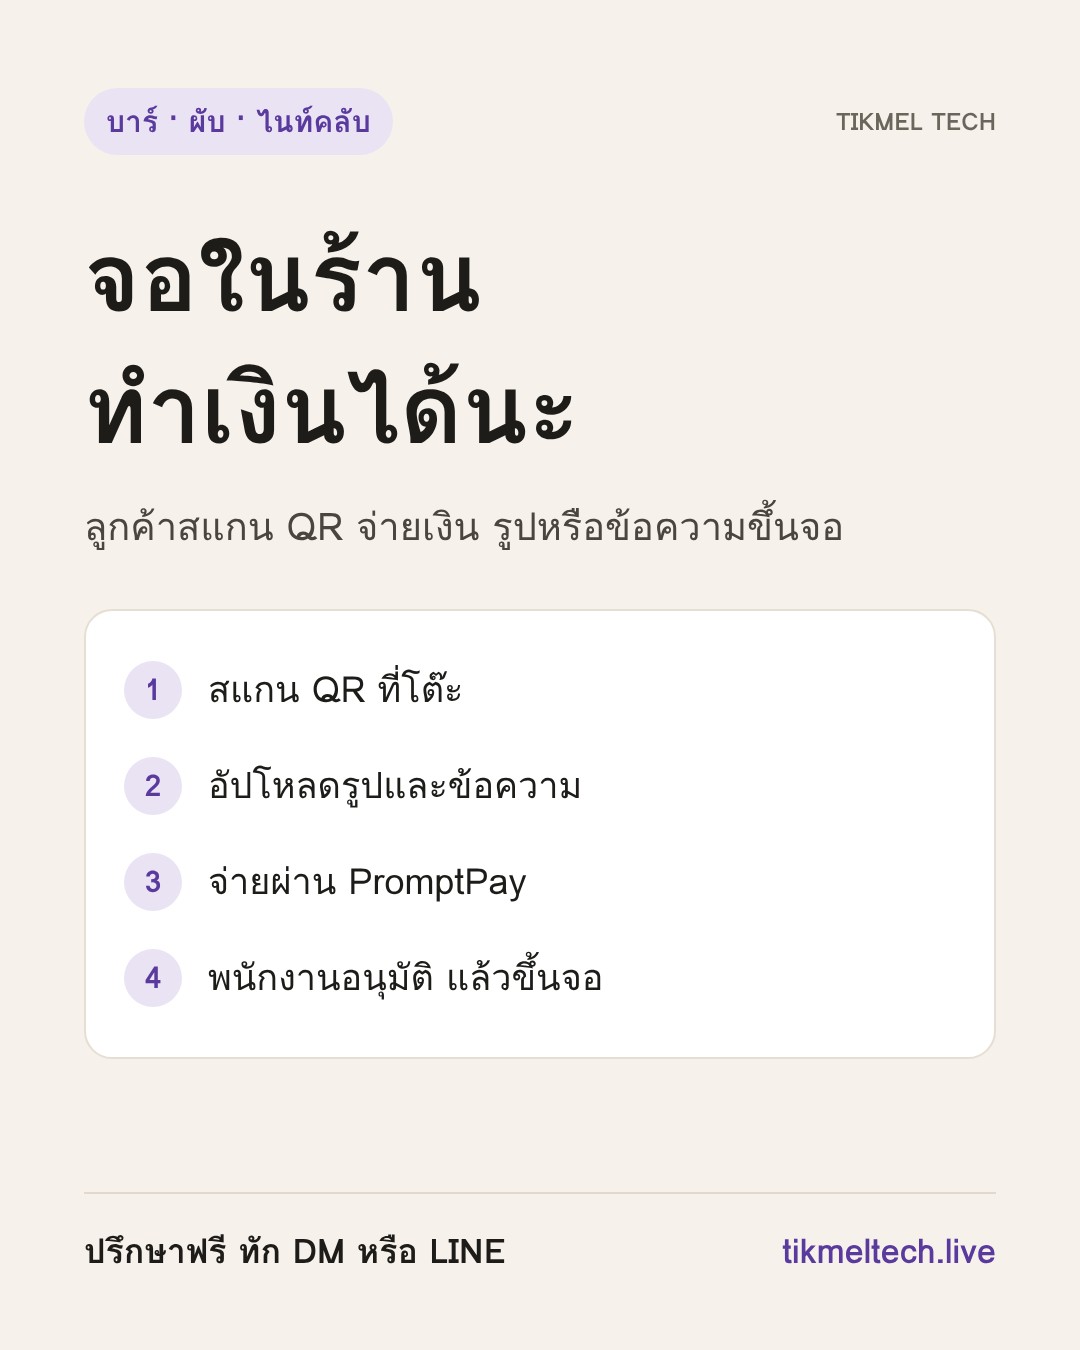 บาร์ · ผับ · ไนท์คลับ
TIKMEL TECH
จอในร้าน
ทำเงินได้นะ
ลูกค้าสแกน QR จ่ายเงิน รูปหรือข้อความขึ้นจอ
1 สแกน QR ที่โต๊ะ
2 อัปโหลดรูปและข้อความ
3 จ่ายผ่าน PromptPay
4 พนักงานอนุมัติ แล้วขึ้นจอ
ปรึกษาฟรี ทัก DM หรือ LINE
tikmeltech.live